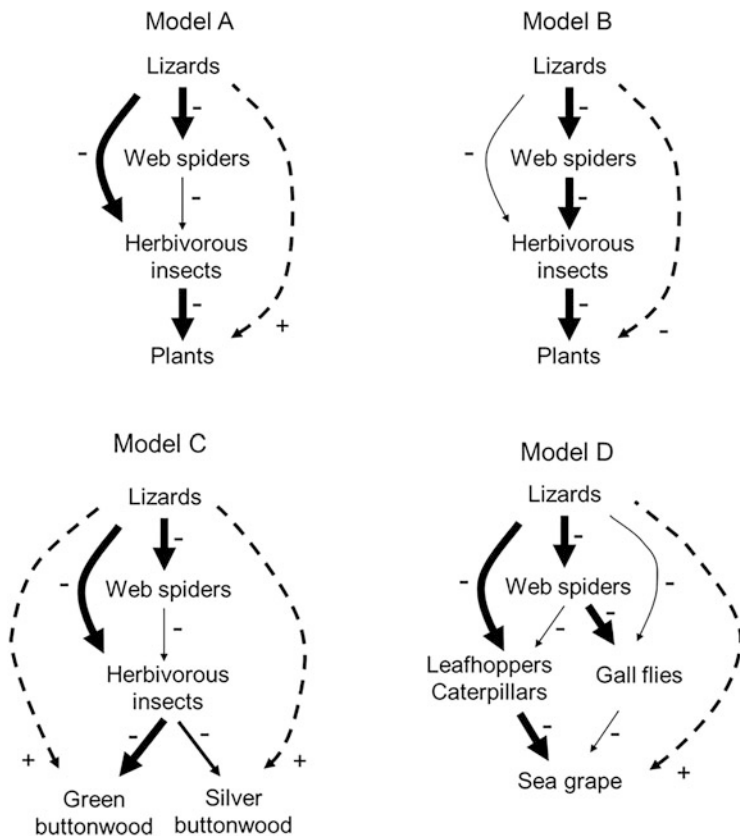 Model A
Lizards
-
-
Web spiders
-
Herbivorous
insects
-
+
Plants
Model B
Lizards
-
-
Web spiders
-
Herbivorous
insects
-
-
Plants
Model C
Lizards
-
-
Web spiders
-
Herbivorous
insects
-
-
+
+
Green
buttonwood
Silver
buttonwood
Model D
Lizards
-
-
-
Web spiders
-
-
Leafhoppers
Caterpillars
Gall flies
-
-
+
Sea grape